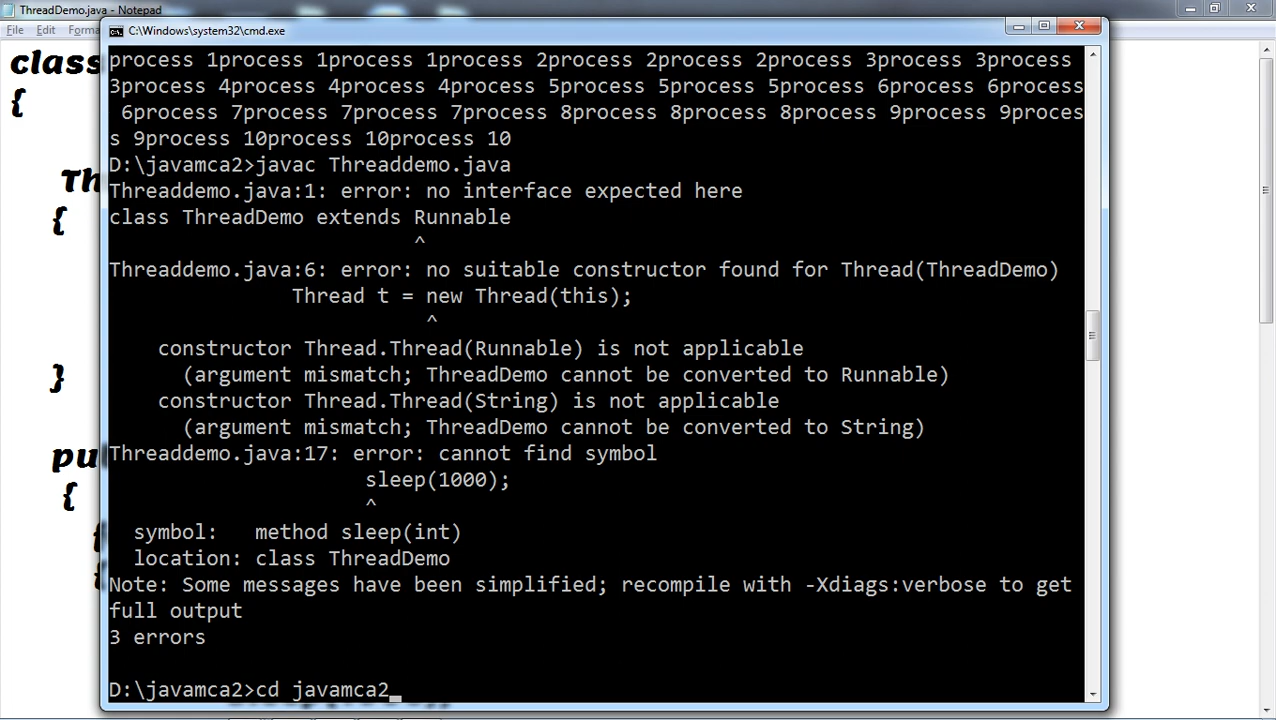 ThreadDemo.java - Notepad
File Edit Forma
class
{
Th
{
}
pu
{
C:\Windows\system32\cmd.exe
process 1process 1process 1process 2process 2process 2process 3process 3process
3process 4process 4process 4process 5process 5process 5process 6process 6process
6process 7process 7process 7process 8process 8process 8process 9process 9proces
s 9process 10process 10process 10
D:\javamca2>javac Threaddemo.java
Threaddemo.java:1: error: no interface expected here
class ThreadDemo extends Runnable
^
Threaddemo.java:6: error: no suitable constructor found for Thread(ThreadDemo)
Thread t = new Thread(this);
^
constructor Thread.Thread(Runnable) is not applicable
(argument mismatch; ThreadDemo cannot be converted to Runnable)
constructor Thread.Thread(String) is not applicable
(argument mismatch; ThreadDemo cannot be converted to String)
Threaddemo.java:17: error: cannot find symbol
sleep(1000);
^
symbol:   method sleep(int)
location: class ThreadDemo
Note: Some messages have been simplified; recompile with -Xdiags:verbose to get
full output
3 errors
D:\javamca2>cd javamca2_